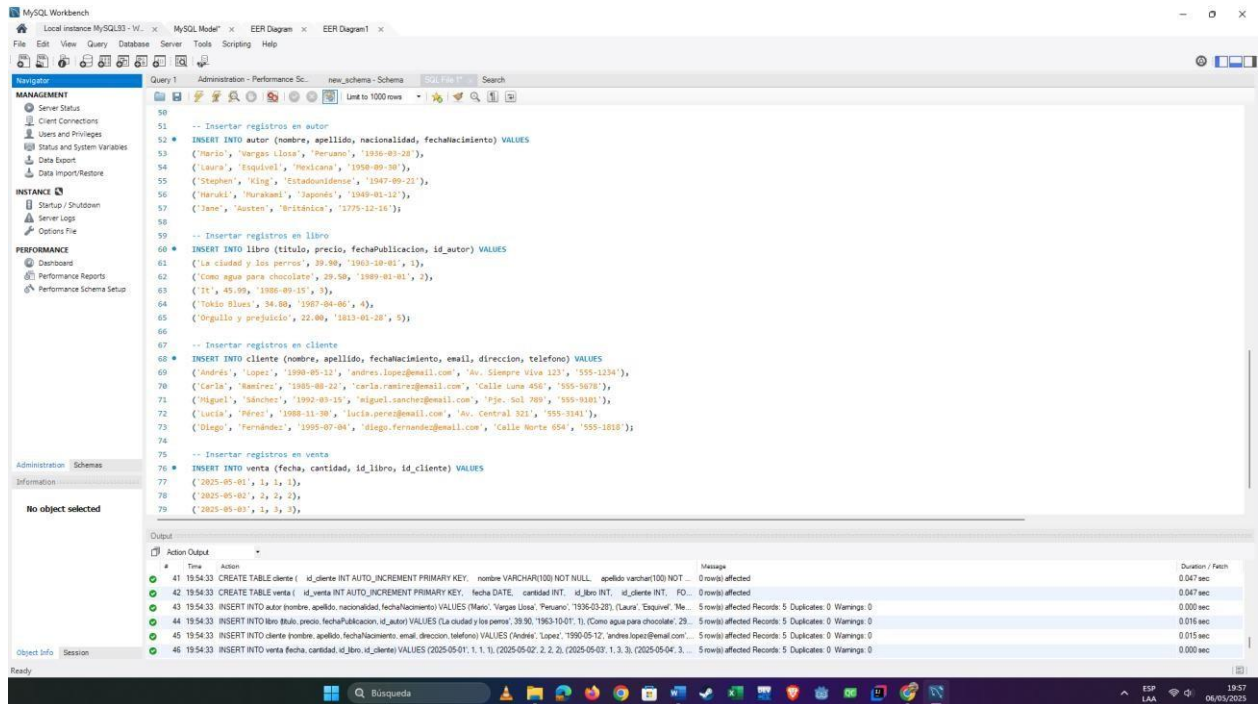 MySQL Workbench
Local instance MySQL93 - W... x MySQL Model* x EER Diagram x EER Diagram1 x
File Edit View Query Database Server Tools Scripting Help
Navigator
Query 1 Administration - Performance Sc... new_schema - Schema SQL File 1* x Search
MANAGEMENT
Server Status
Client Connections
Users and Privileges
Status and System Variables
Data Export
Data Import/Restore
INSTANCE
Startup / Shutdown
Server Logs
Options File
PERFORMANCE
Dashboard
Performance Reports
Performance Schema Setup
Administration Schemas
Information
No object selected
Object Info Session
Limit to 1000 rows
50
51 -- Insertar registros en autor
52 INSERT INTO autor (nombre, apellido, nacionalidad, fechaNacimiento) VALUES
53 ('Mario', 'Vargas Llosa', 'Peruano', '1936-03-28'),
54 ('Laura', 'Esquivel', 'Mexicana', '1950-09-30'),
55 ('Stephen', 'King', 'Estadounidense', '1947-09-21'),
56 ('Haruki', 'Murakami', 'Japonés', '1949-01-12'),
57 ('Jane', 'Austen', 'Británica', '1775-12-16');
58
59 -- Insertar registros en libro
60 INSERT INTO libro (titulo, precio, fechaPublicacion, id_autor) VALUES
61 ('La ciudad y los perros', 39.90, '1963-10-01', 1),
62 ('Como agua para chocolate', 29.50, '1989-01-01', 2),
63 ('It', 45.99, '1986-09-15', 3),
64 ('Tokio Blues', 34.80, '1987-04-06', 4),
65 ('Orgullo y prejuicio', 22.00, '1813-01-28', 5);
66
67 -- Insertar registros en cliente
68 INSERT INTO cliente (nombre, apellido, fechaNacimiento, email, direccion, telefono) VALUES
69 ('Andrés', 'Lopez', '1990-05-12', 'andres.lopez@email.com', 'Av. Siempre Viva 123', '555-1234'),
70 ('Carla', 'Ramírez', '1985-08-22', 'carla.ramirez@email.com', 'Calle Luna 456', '555-5678'),
71 ('Miguel', 'Sánchez', '1992-03-15', 'miguel.sanchez@email.com', 'Pje. Sol 789', '555-9101'),
72 ('Lucía', 'Pérez', '1988-11-30', 'lucia.perez@email.com', 'Av. Central 321', '555-3141'),
73 ('Diego', 'Fernández', '1995-07-04', 'diego.fernandez@email.com', 'Calle Norte 654', '555-1818');
74
75 -- Insertar registros en venta
76 INSERT INTO venta (fecha, cantidad, id_libro, id_cliente) VALUES
77 ('2025-05-01', 1, 1, 1),
78 ('2025-05-02', 2, 2, 2),
79 ('2025-05-03', 1, 3, 3),
Output
Action Output
# Time Action Message Duration / Fetch
41 19:54:33 CREATE TABLE cliente ( id_cliente INT AUTO_INCREMENT PRIMARY KEY, nombre VARCHAR(100) NOT NULL, apellido varchar(100) NOT ... 0 row(s) affected 0.047 sec
42 19:54:33 CREATE TABLE venta ( id_venta INT AUTO_INCREMENT PRIMARY KEY, fecha DATE, cantidad INT, id_libro INT, id_cliente INT, FO... 0 row(s) affected 0.047 sec
43 19:54:33 INSERT INTO autor (nombre, apellido, nacionalidad, fechaNacimiento) VALUES ('Mario', 'Vargas Llosa', 'Peruano', '1936-03-28'), ('Laura', 'Esquivel', 'Me... 5 row(s) affected Records: 5 Duplicates: 0 Warnings: 0 0.000 sec
44 19:54:33 INSERT INTO libro (titulo, precio, fechaPublicacion, id_autor) VALUES ('La ciudad y los perros', 39.90, '1963-10-01', 1), ('Como agua para chocolate', 29... 5 row(s) affected Records: 5 Duplicates: 0 Warnings: 0 0.016 sec
45 19:54:33 INSERT INTO cliente (nombre, apellido, fechaNacimiento, email, direccion, telefono) VALUES ('Andrés', 'Lopez', '1990-05-12', 'andres.lopez@email.com', ... 5 row(s) affected Records: 5 Duplicates: 0 Warnings: 0 0.015 sec
46 19:54:33 INSERT INTO venta (fecha, cantidad, id_libro, id_cliente) VALUES ('2025-05-01', 1, 1, 1), ('2025-05-02', 2, 2, 2), ('2025-05-03', 1, 3, 3), ('2025-05-04', 3, ... 5 row(s) affected Records: 5 Duplicates: 0 Warnings: 0 0.000 sec
Ready
Búsqueda
ESP
LAA
19:57
06/05/2025